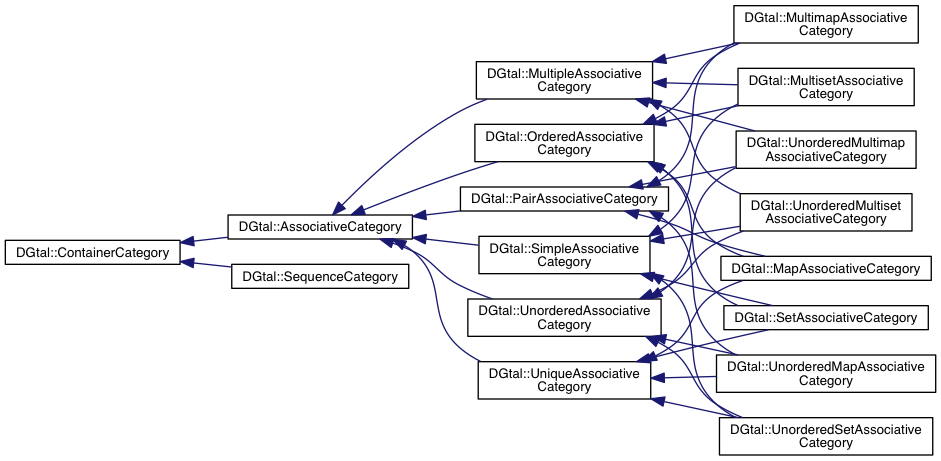 DGtal::ContainerCategory
DGtal::AssociativeCategory
DGtal::SequenceCategory
DGtal::MultipleAssociative
Category
DGtal::OrderedAssociative
Category
DGtal::PairAssociativeCategory
DGtal::SimpleAssociative
Category
DGtal::UnorderedAssociative
Category
DGtal::UniqueAssociative
Category
DGtal::MultimapAssociative
Category
DGtal::MultisetAssociative
Category
DGtal::UnorderedMultimap
AssociativeCategory
DGtal::UnorderedMultiset
AssociativeCategory
DGtal::MapAssociativeCategory
DGtal::SetAssociativeCategory
DGtal::UnorderedMapAssociative
Category
DGtal::UnorderedSetAssociative
Category